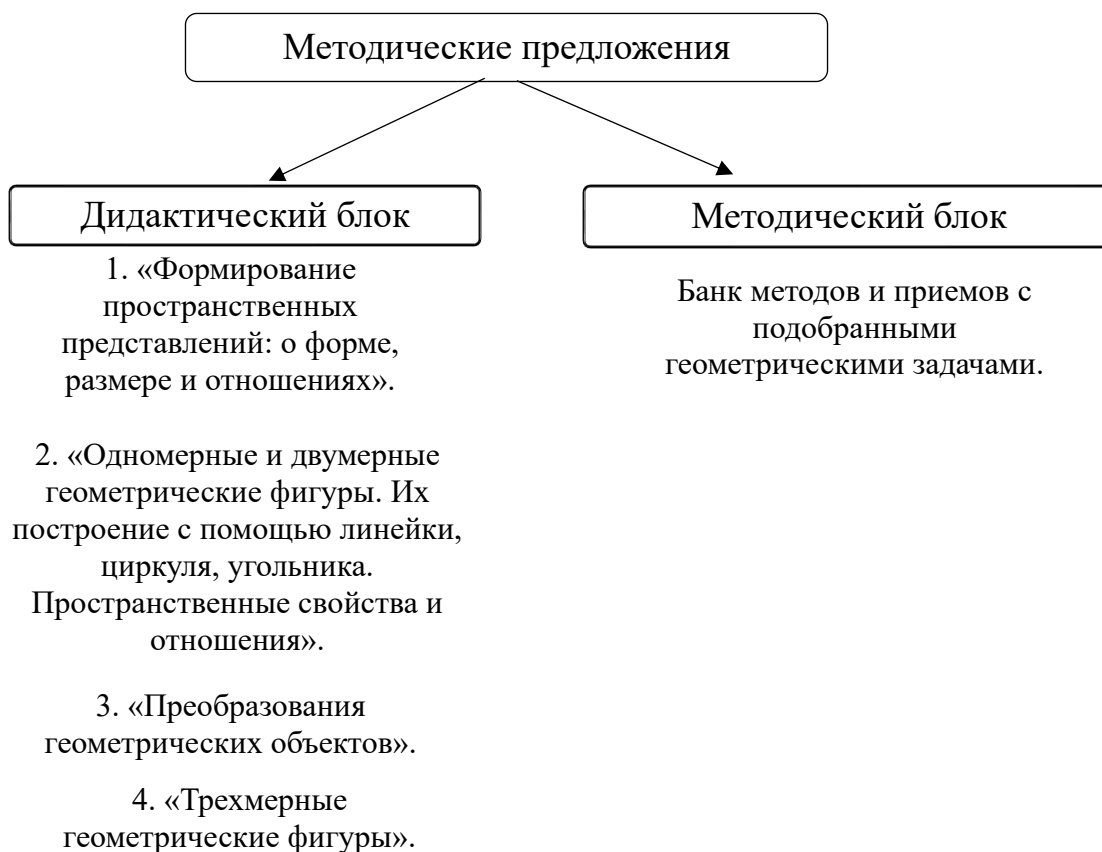 Методические предложения
Дидактический блок
1. «Формирование
пространственных
представлений: о форме,
размере и отношениях».
2. «Одномерные и двумерные
геометрические фигуры. Их
построение с помощью линейки,
циркуля, угольника.
Пространственные свойства и
отношения».
3. «Преобразования
геометрических объектов».
4. «Трехмерные
геометрические фигуры».
Методический блок
Банк методов и приемов с
подобранными
геометрическими задачами.